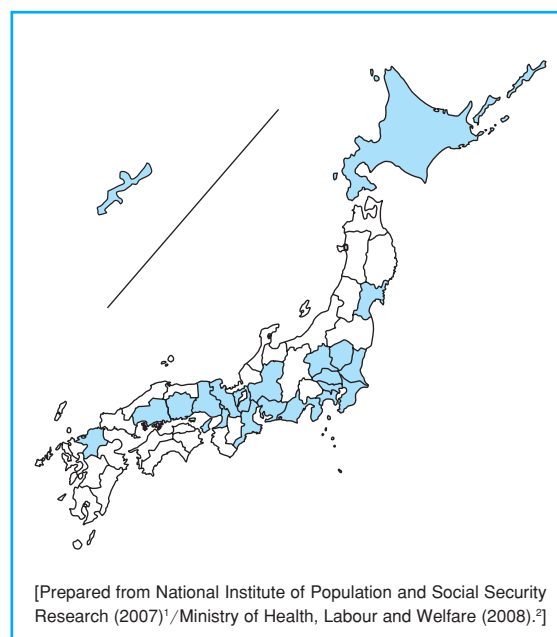 [Prepared from National Institute of Population and Social Security
Research (2007)¹/Ministry of Health, Labour and Welfare (2008).²]